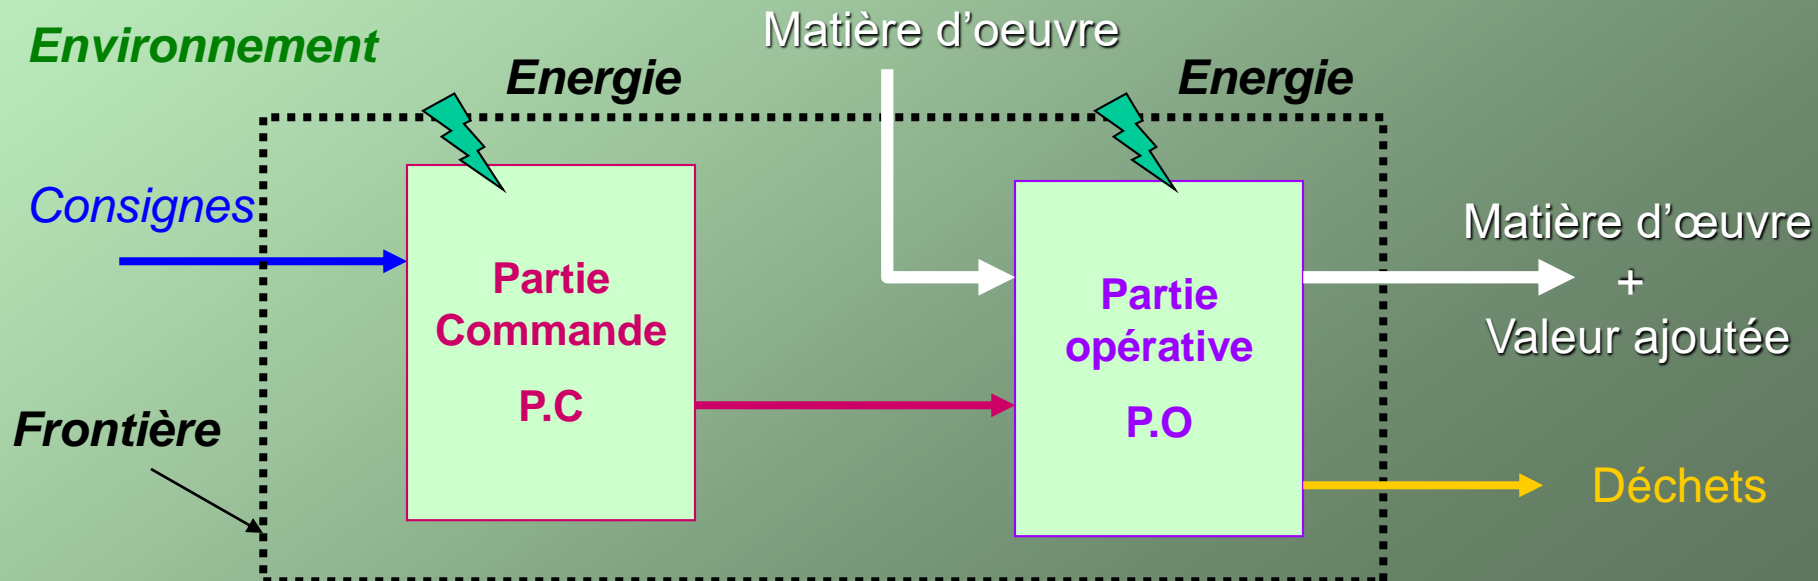 Environnement
Matière d'oeuvre
Energie
Energie
Consignes
Partie
Commande
P.C
Partie
opérative
P.O
Matière d'œuvre
+
Valeur ajoutée
Frontière
Déchets